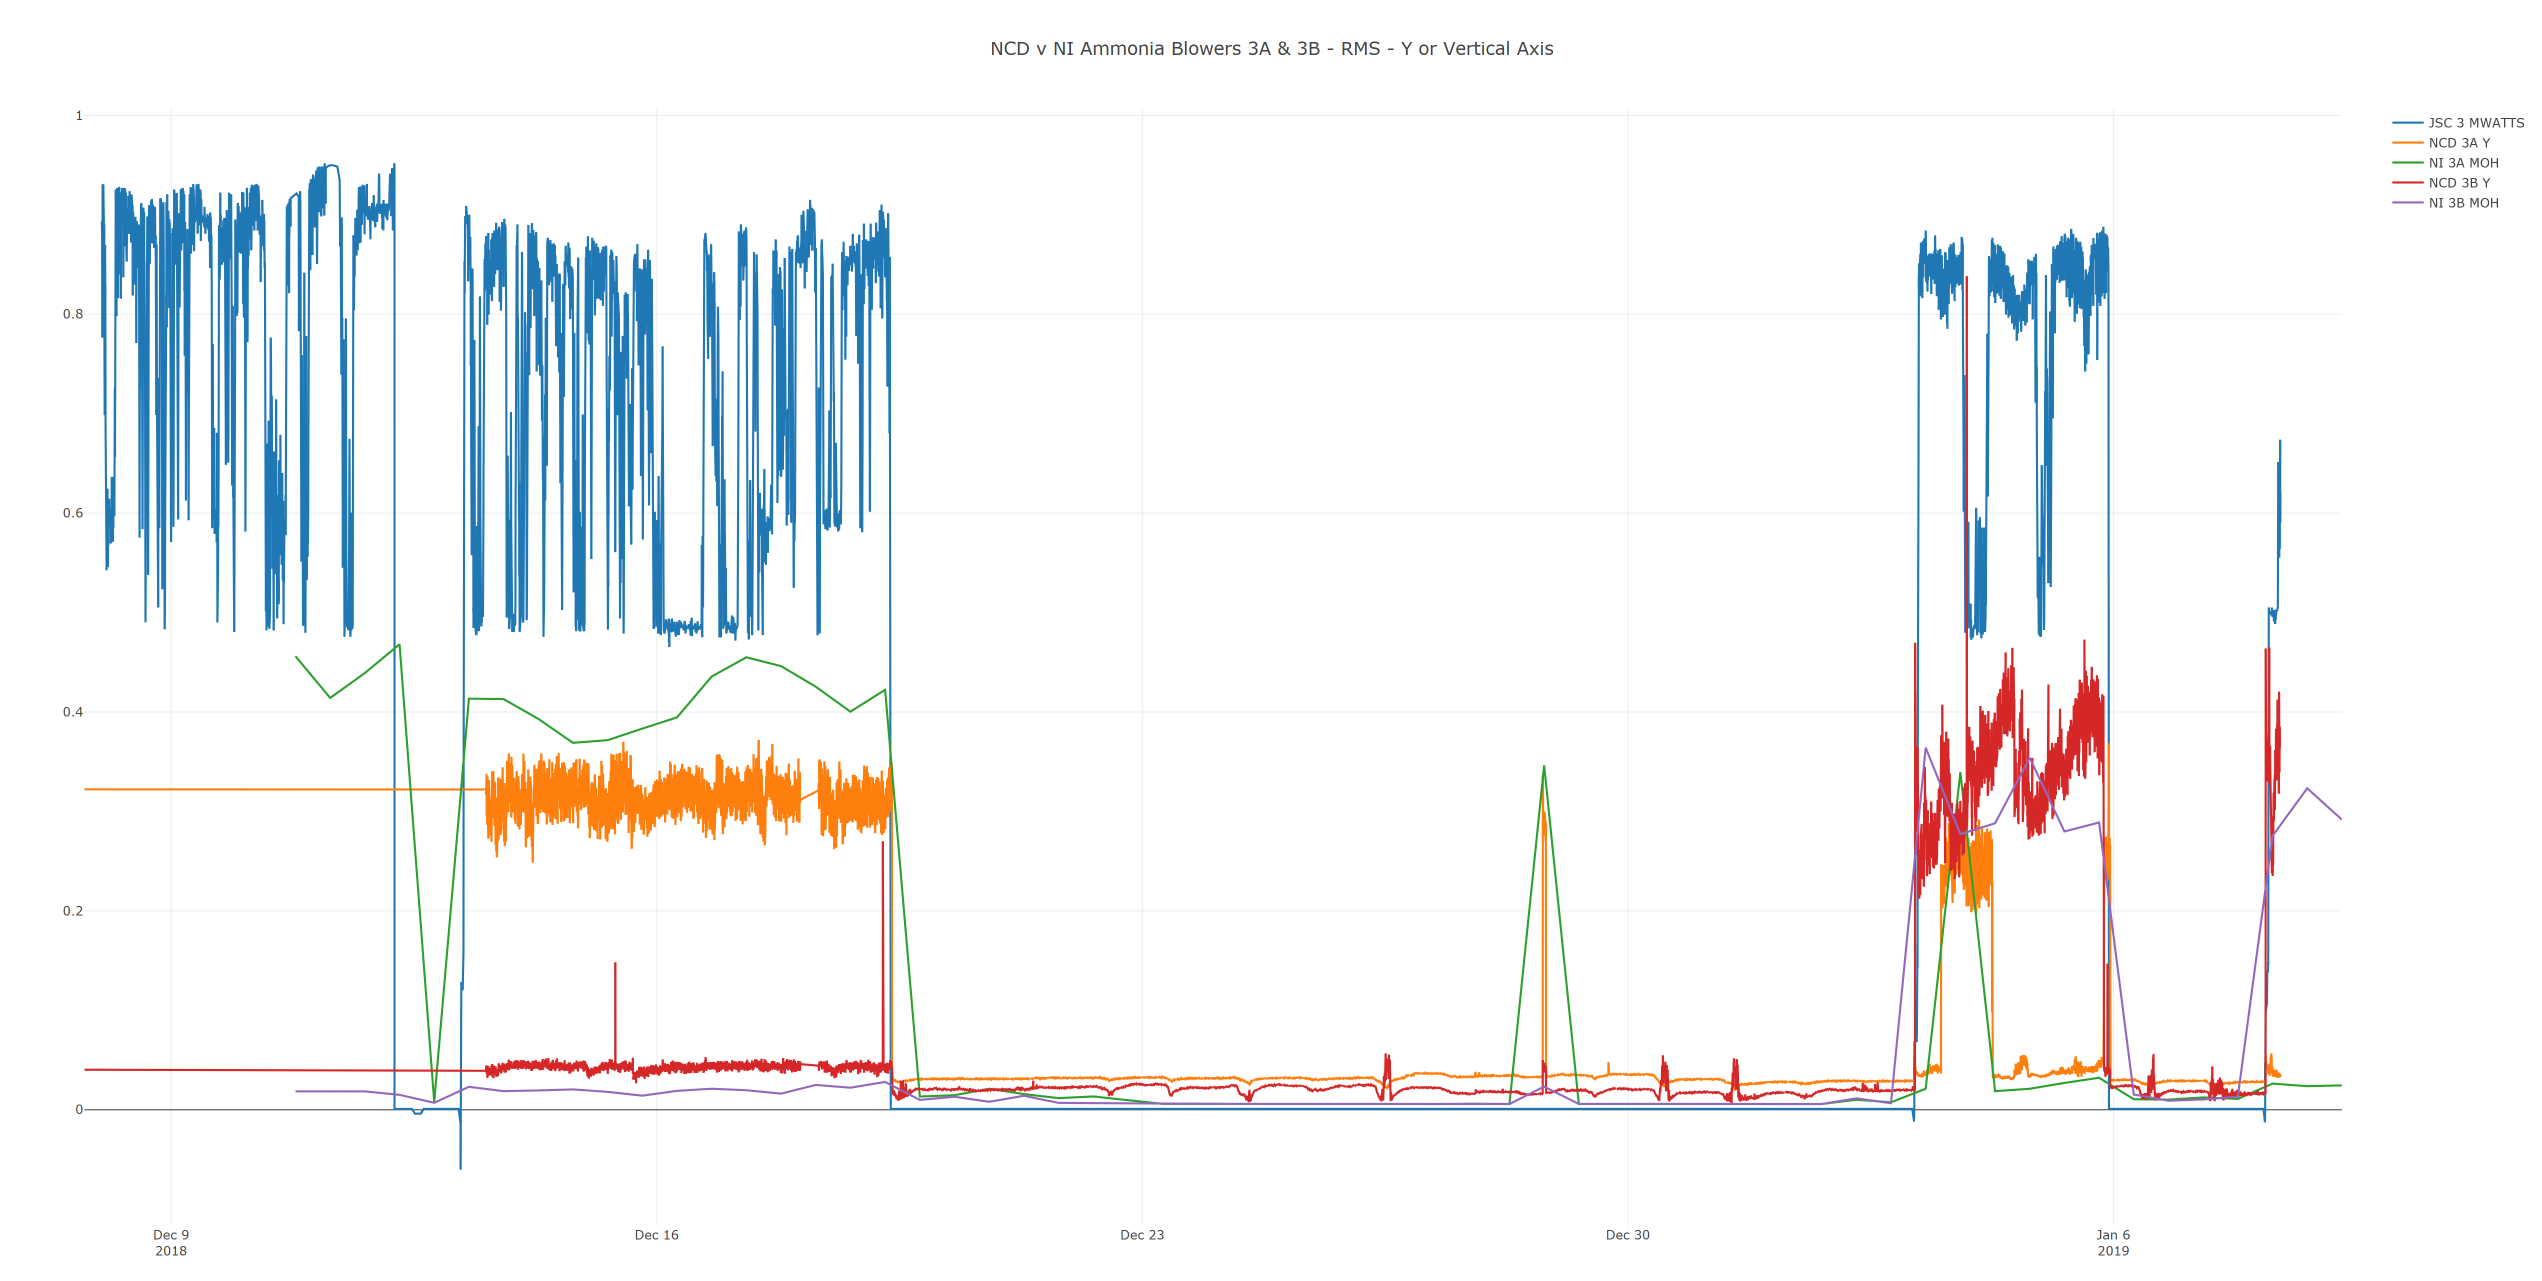 NCD v NI Ammonia Blowers 3A & 3B - RMS - Y or Vertical Axis
JSC 3 MWATTS
NCD 3A Y
NI 3A MOH
NCD 3B Y
NI 3B MOH
1
0.8
0.6
0.4
0.2
0
Dec 9
2018
Dec 16
Dec 23
Dec 30
Jan 6
2019